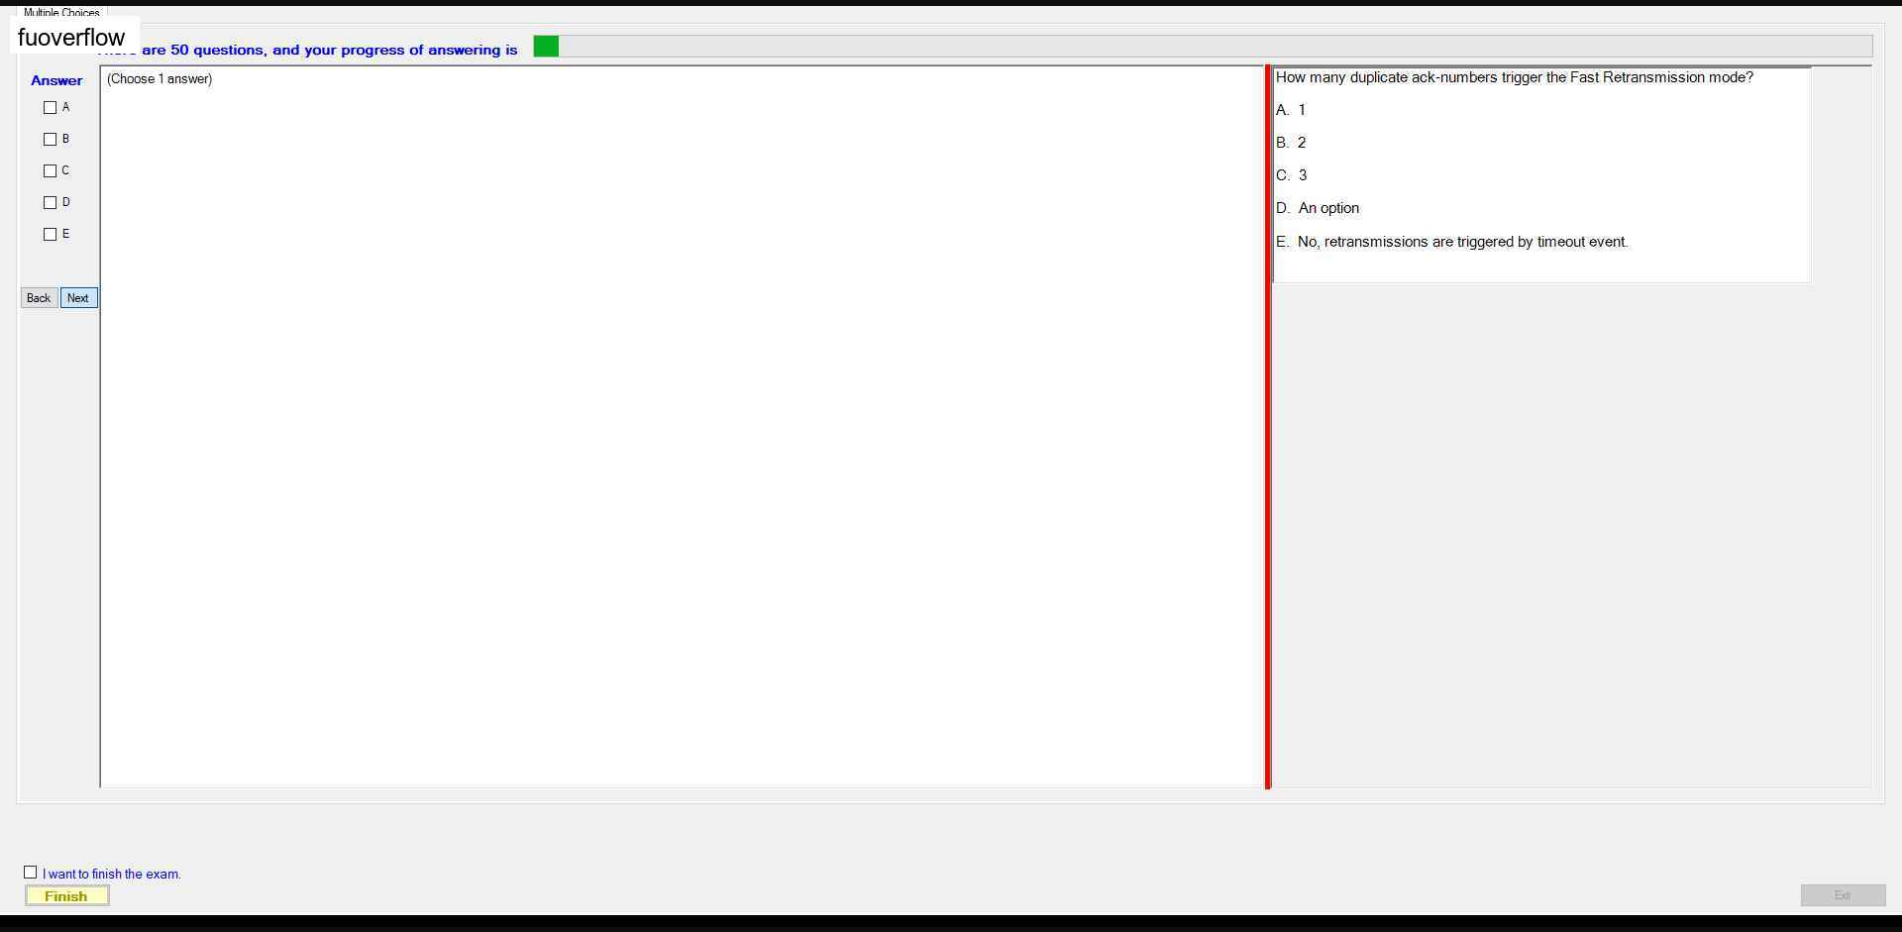 Multiple Choices
fuoverflow
are 50 questions, and your progress of answering is
Answer
(Choose 1 answer)
A
B
C
D
E
Back Next
How many duplicate ack-numbers trigger the Fast Retransmission mode?
A. 1
B. 2
C. 3
D. An option
E. No, retransmissions are triggered by timeout event.
I want to finish the exam.
Finish
Exit